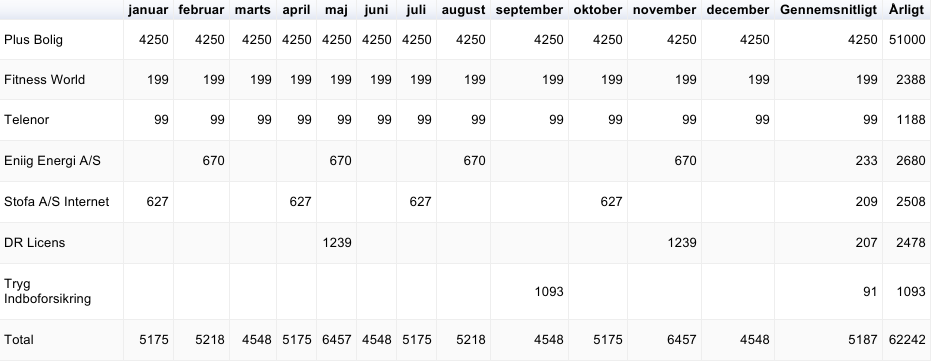 januar februar marts april maj juni juli august september oktober november december Gennemsnitligt Årligt
Plus Bolig 4250 4250 4250 4250 4250 4250 4250 4250 4250 4250 4250 4250 4250 51000
Fitness World 199 199 199 199 199 199 199 199 199 199 199 199 199 2388
Telenor 99 99 99 99 99 99 99 99 99 99 99 99 99 1188
Eniig Energi A/S 670 670 670 670 233 2680
Stofa A/S Internet 627 627 627 627 209 2508
DR Licens 1239 1239 207 2478
Tryg
Indboforsikring 1093 91 1093
Total 5175 5218 4548 5175 6457 4548 5175 5218 4548 5175 6457 4548 5187 62242